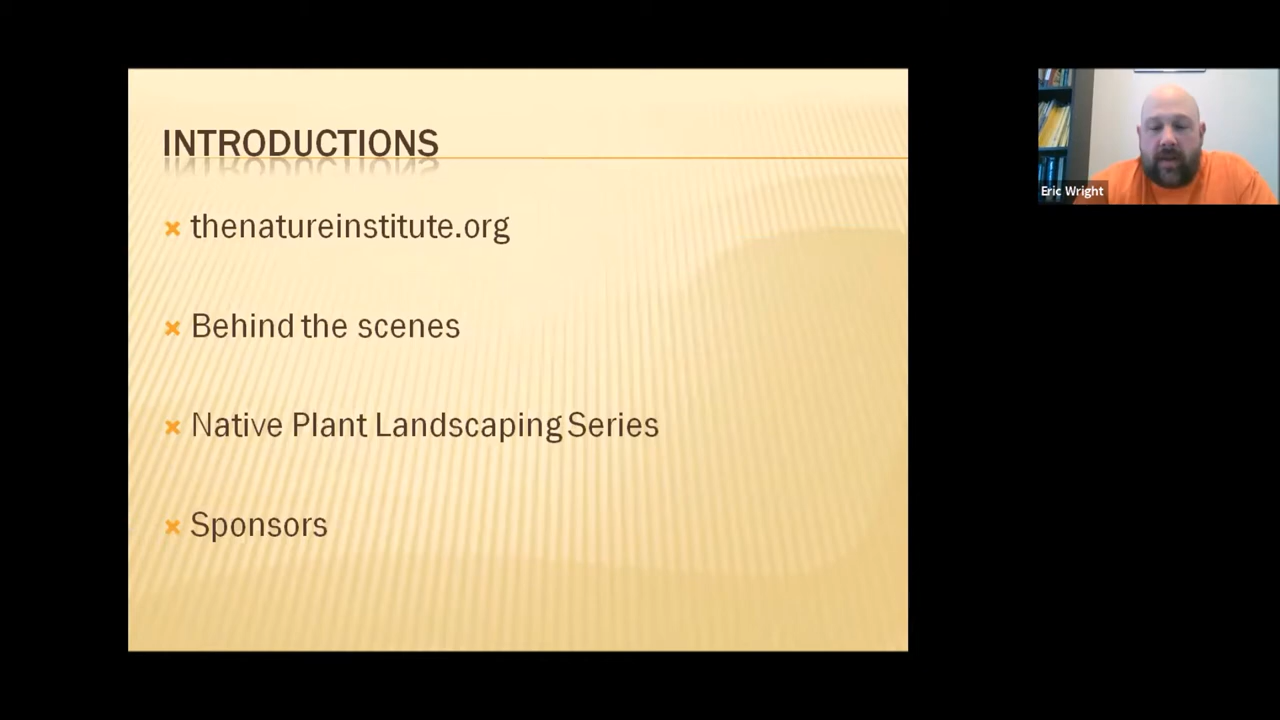 INTRODUCTIONS
thenatureinstitute.org
Behind the scenes
Native Plant Landscaping Series
Sponsors
Eric Wright